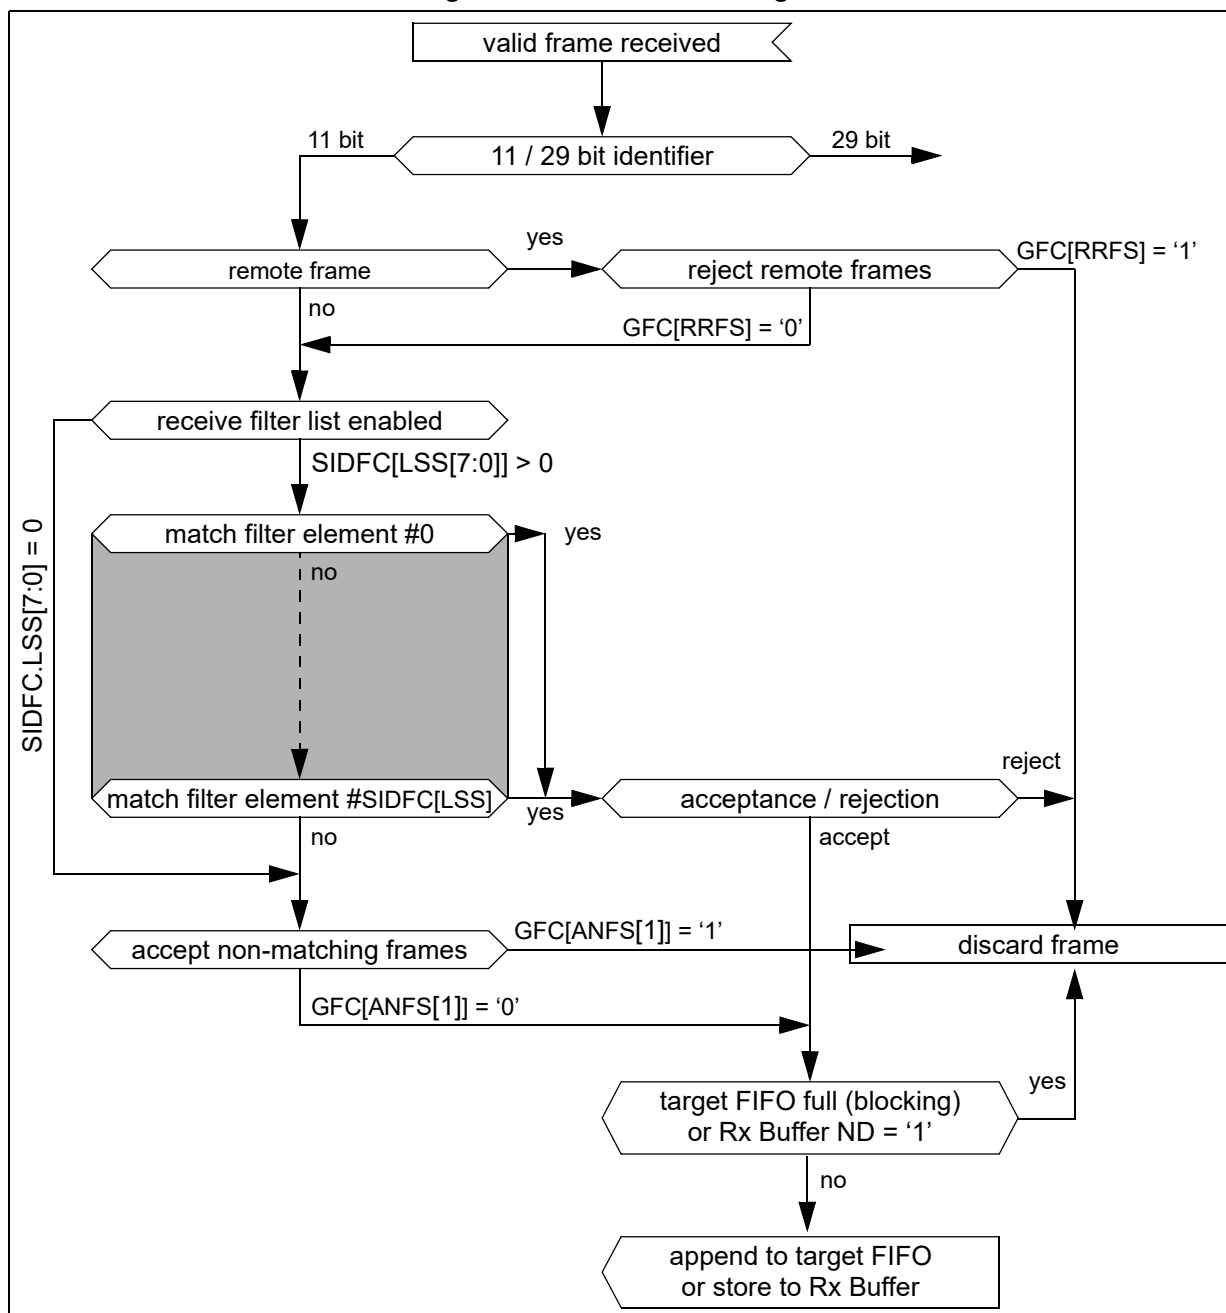 valid frame received
11 bit
11 / 29 bit identifier
29 bit
remote frame
yes
reject remote frames
GFC[RRFS] = ‘1’
no
GFC[RRFS] = ‘0’
receive filter list enabled
SIDFC[LSS[7:0]] > 0
SIDFC.LSS[7:0] = 0
match filter element #0
yes
no
match filter element #SIDFC[LSS]
yes
acceptance / rejection
reject
no
accept
accept non-matching frames
GFC[ANFS[1]] = ‘1’
discard frame
GFC[ANFS[1]] = ‘0’
target FIFO full (blocking)
or Rx Buffer ND = ‘1’
yes
no
append to target FIFO
or store to Rx Buffer